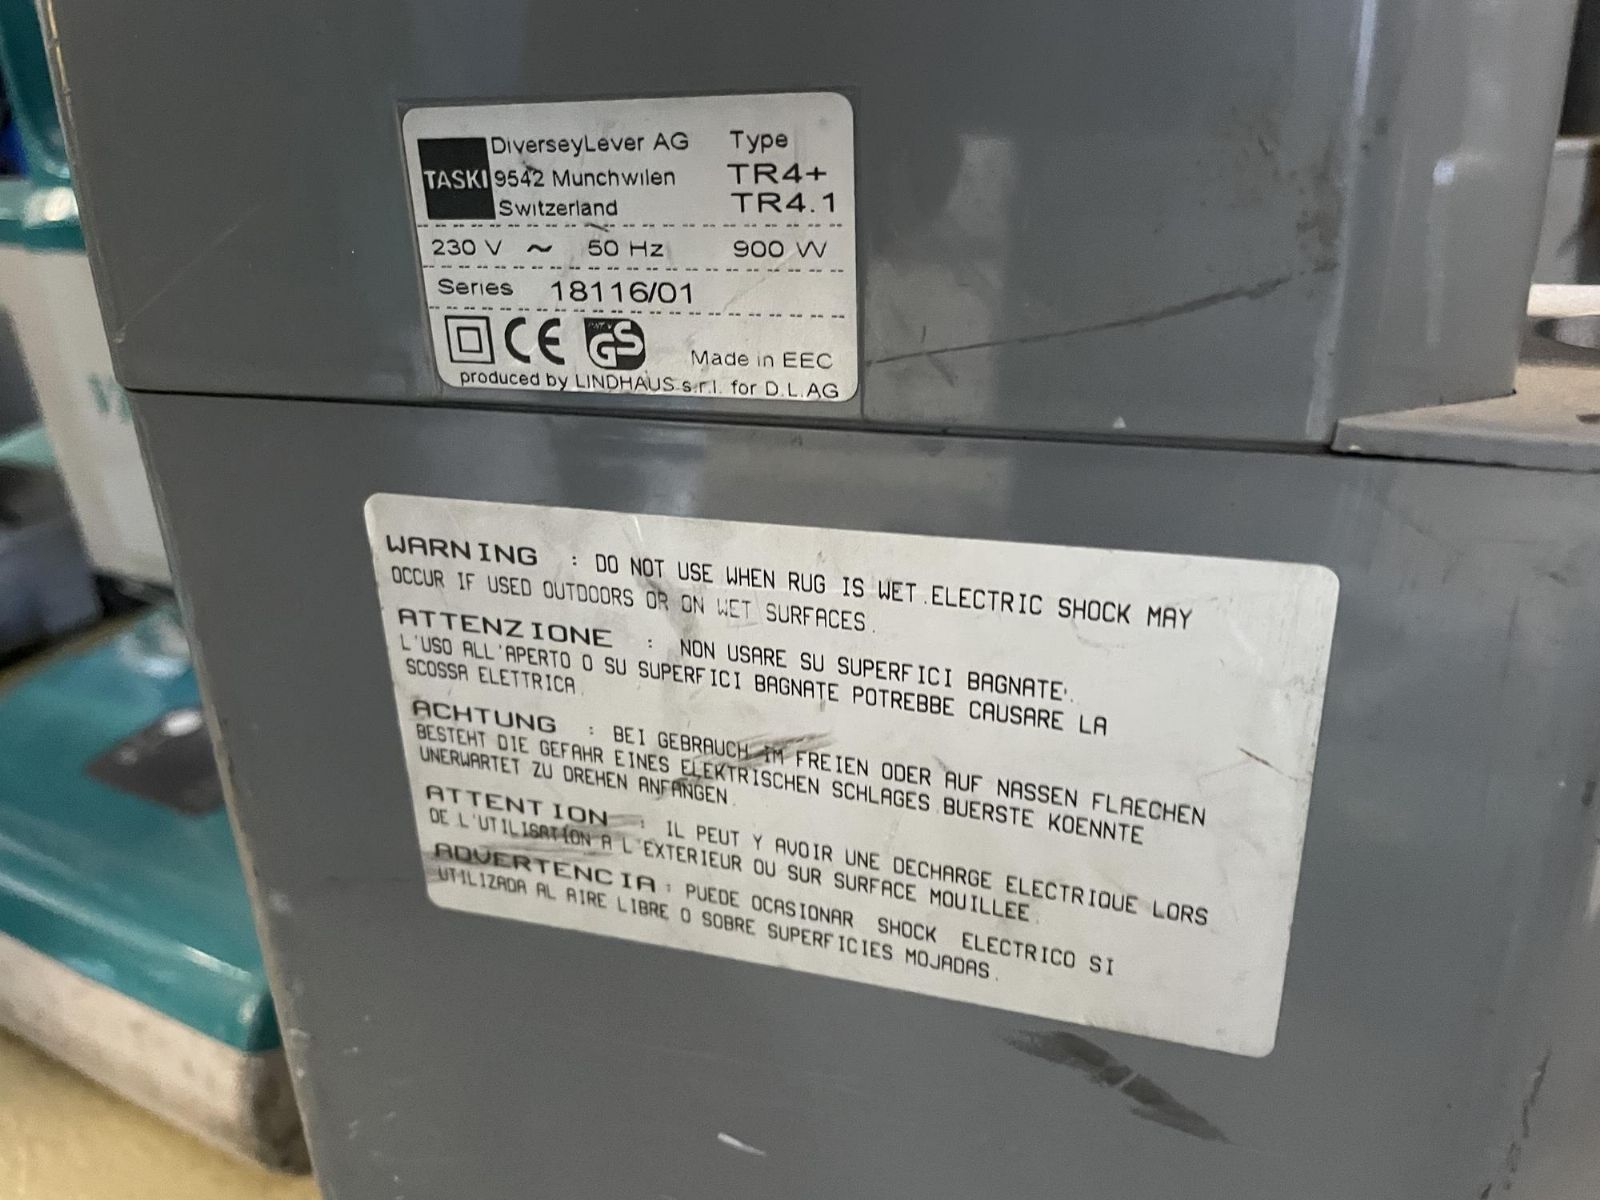 TASKI
DiverseyLever AG
9542 Munchwilen
Switzerland
Type
TR4+
TR4.1
230 V ~ 50 Hz 900 W
Series 18116/01
CE GS
Made in EEC
produced by LINDHAUS s.r.l. for D.L.AG
WARNING : DO NOT USE WHEN RUG IS WET.ELECTRIC SHOCK MAY
OCCUR IF USED OUTDOORS OR ON WET SURFACES.
ATTENZIONE : NON USARE SU SUPERFICI BAGNATE.
L'USO ALL'APERTO O SU SUPERFICI BAGNATE POTREBBE CAUSARE LA
SCOSSA ELETTRICA.
ACHTUNG : BEI GEBRAUCH IM FREIEN ODER AUF NASSEN FLAECHEN
BESTEHT DIE GEFAHR EINES ELEKTRISCHEN SCHLAGES.BUERSTE KOENNTE
UNERWARTET ZU DREHEN ANFANGEN.
ATTENTION : IL PEUT Y AVOIR UNE DECHARGE ELECTRIQUE LORS
DE L'UTILISATION A L'EXTERIEUR OU SUR SURFACE MOUILLEE.
ADVERTENCIA : PUEDE OCASIONAR SHOCK ELECTRICO SI
UTILIZADA AL AIRE LIBRE O SOBRE SUPERFICIES MOJADAS.